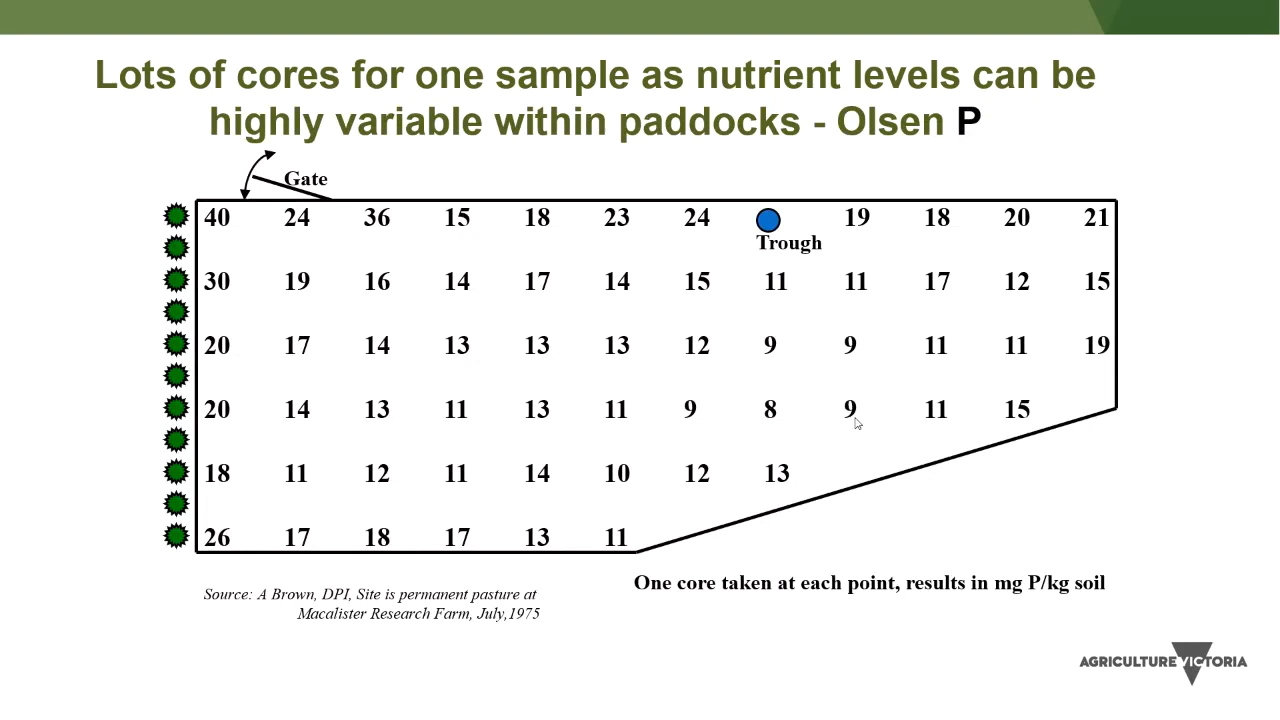 Lots of cores for one sample as nutrient levels can be
highly variable within paddocks - Olsen P
Gate
40 24 36 15 18 23 24 19 18 20 21
Trough
30 19 16 14 17 14 15 11 11 17 12 15
20 17 14 13 13 13 12 9 9 11 11 19
20 14 13 11 13 11 9 8 9 11 15
18 11 12 11 14 10 12 13
26 17 18 17 13 11
One core taken at each point, results in mg P/kg soil
Source: A Brown, DPI, Site is permanent pasture at
Macalister Research Farm, July,1975
AGRICULTURE VICTORIA